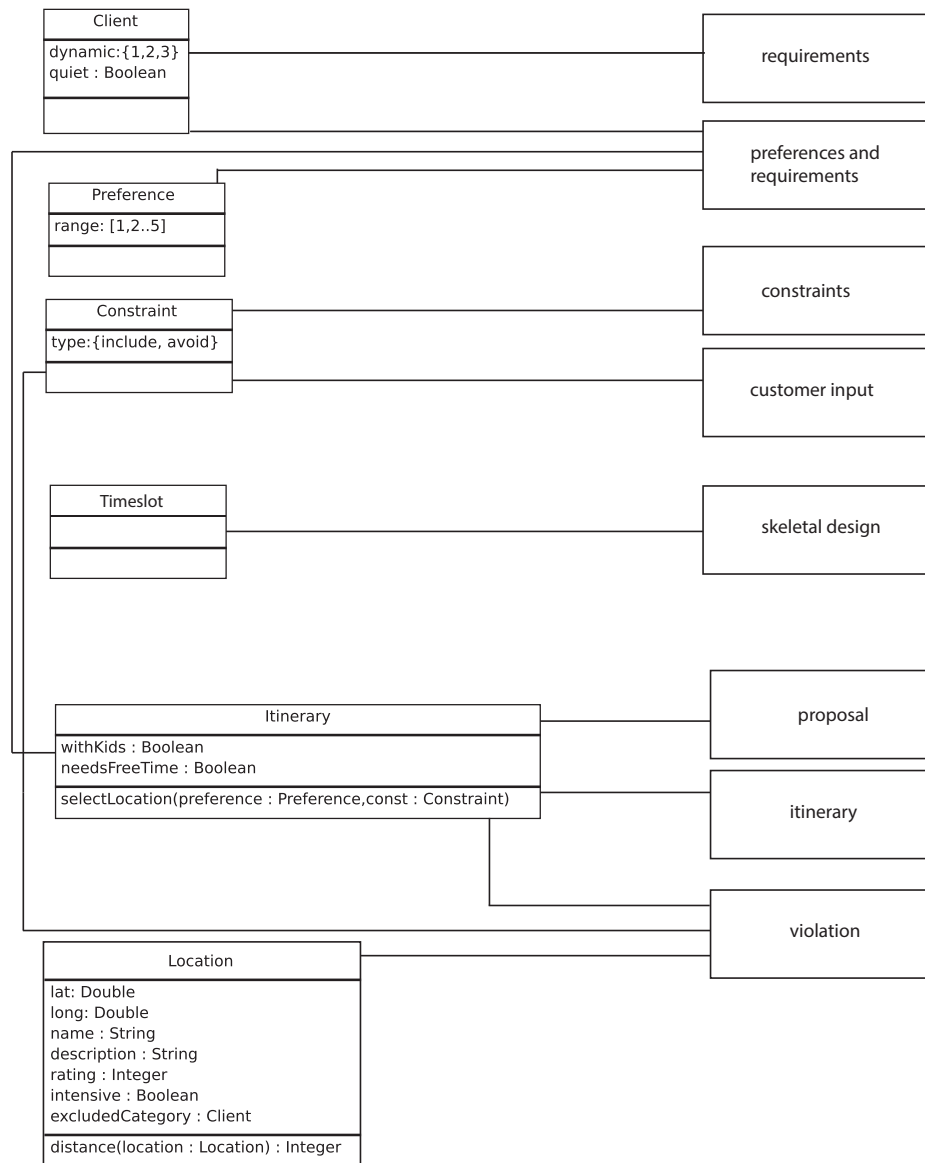 Client
dynamic:{1,2,3}
quiet : Boolean
requirements
preferences and
requirements
Preference
range: [1,2..5]
Constraint
type:{include, avoid}
constraints
customer input
Timeslot
skeletal design
Itinerary
withKids : Boolean
needsFreeTime : Boolean
selectLocation(preference : Preference,const : Constraint)
proposal
itinerary
violation
Location
lat: Double
long: Double
name : String
description : String
rating : Integer
intensive : Boolean
excludedCategory : Client
distance(location : Location) : Integer